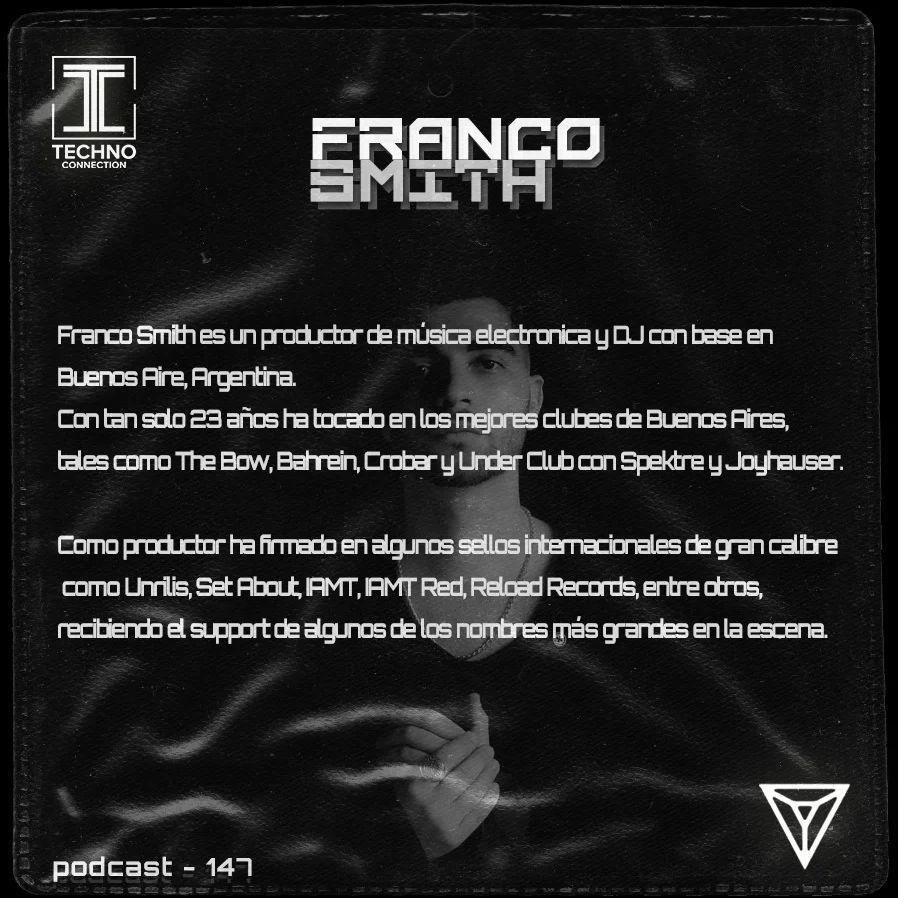 TECHNO
CONNECTION
FRANCO
SMITH
Franco Smith es un productor de música electronica y DJ con base en
Buenos Aire, Argentina.
Con tan solo 23 años ha tocado en los mejores clubes de Buenos Aires,
tales como The Bow, Bahrein, Crobar y Under Club con Spektre y Joyhauser.
Como productor ha firmado en algunos sellos internacionales de gran calibre
como Unrilis, Set About, IAMT, IAMT Red, Reload Records, entre otros,
recibiendo el support de algunos de los nombres más grandes en la escena.
podcast - 147